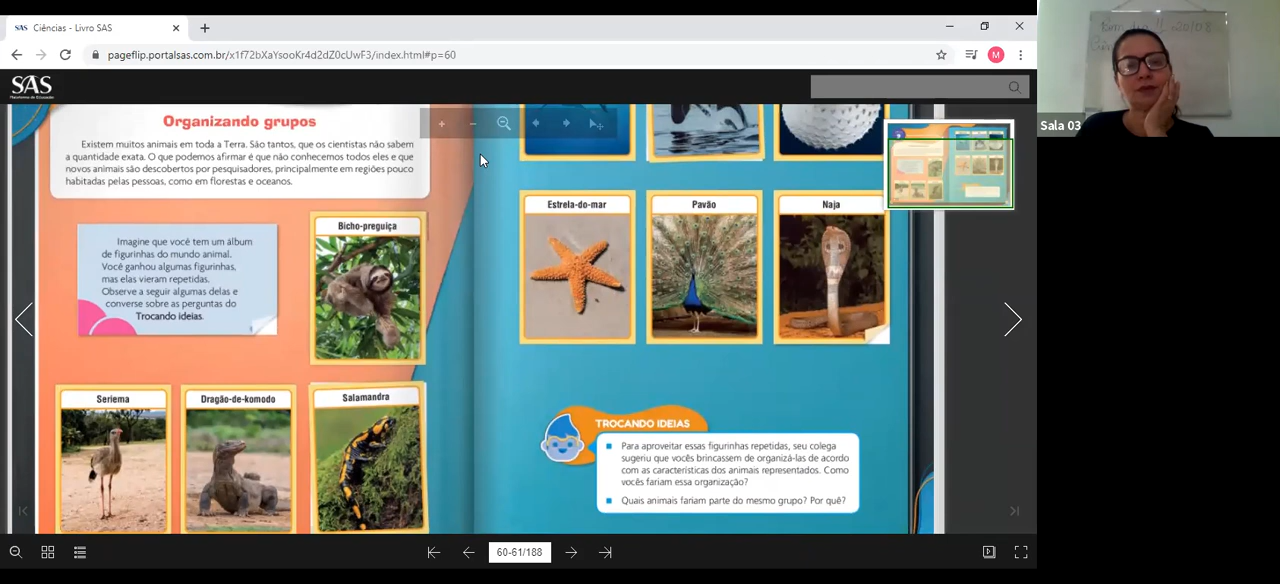 SAS Ciências - Livro SAS
pageflip.portalsas.com.br/x1f72bXaYsooKr4d2dZ0cUwF3/index.html#p=60
M
SAS
Plataforma de Educação
Organizando grupos
Existem muitos animais em toda a Terra. São tantos, que os cientistas não sabem
a quantidade exata. O que podemos afirmar é que não conhecemos todos eles e que
novos animais são descobertos por pesquisadores, principalmente em regiões pouco
habitadas pelas pessoas, como em florestas e oceanos.
Imagine que você tem um álbum
de figurinhas do mundo animal.
Você ganhou algumas figurinhas,
mas elas vieram repetidas.
Observe a seguir algumas delas e
converse sobre as perguntas do
Trocando ideias.
Bicho-preguiça
Seriema
Dragão-de-komodo
Salamandra
Estrela-do-mar
Pavão
Naja
TROCANDO IDEIAS
Para aproveitar essas figurinhas repetidas, seu colega
sugeriu que vocês brincassem de organizá-las de acordo
com as características dos animais representados. Como
vocês fariam essa organização?
Quais animais fariam parte do mesmo grupo? Por quê?
60-61/188
Sala 03